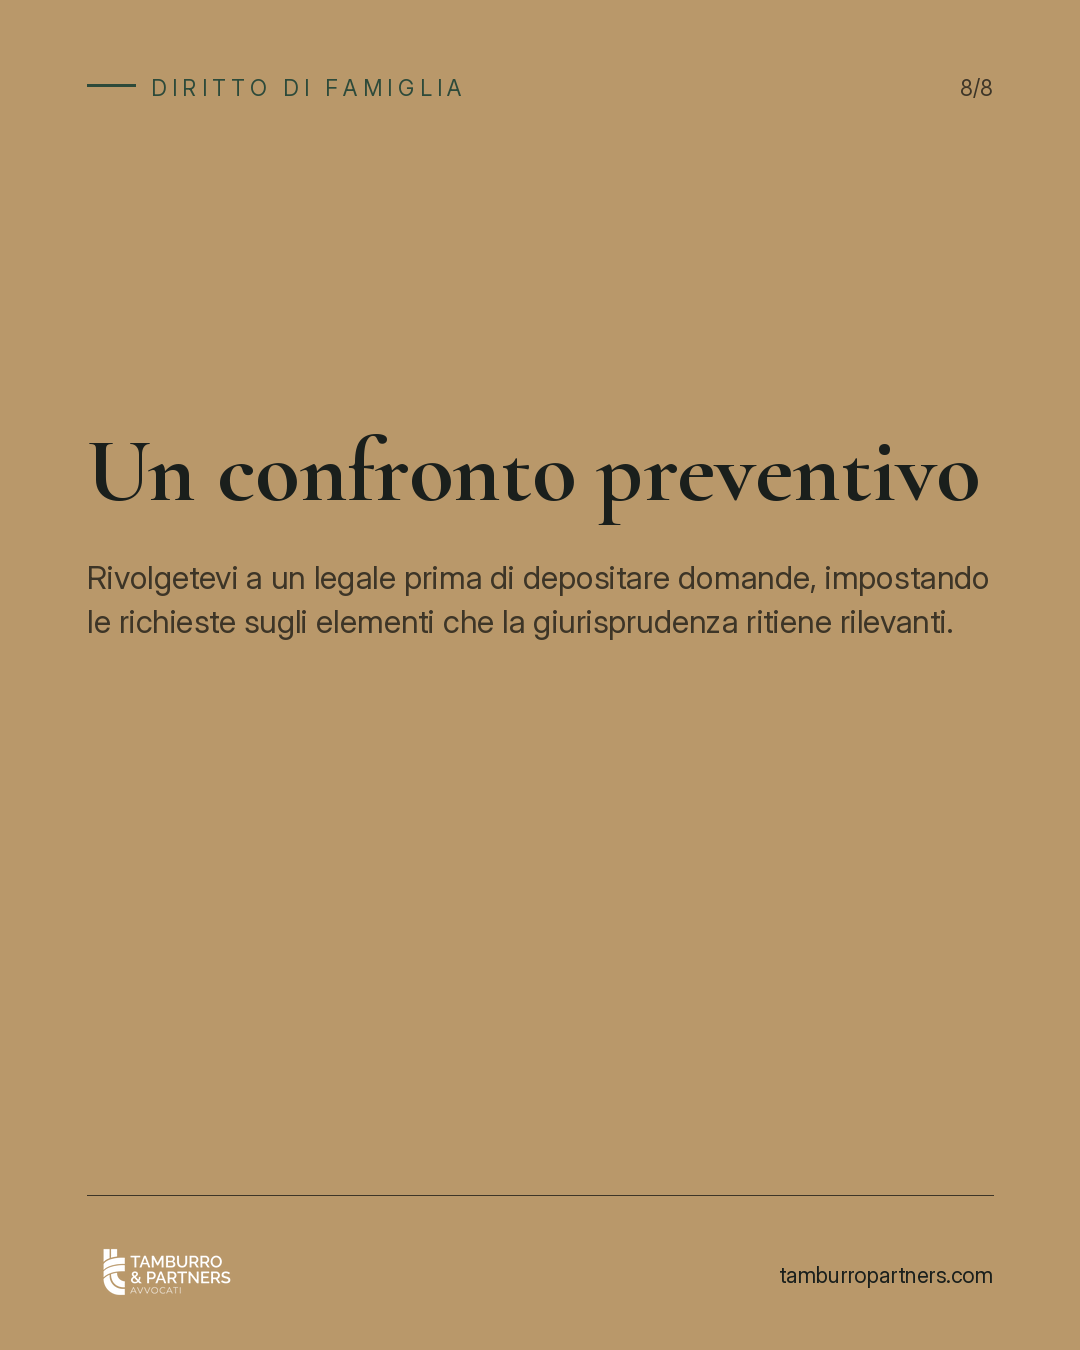 DIRITTO DI FAMIGLIA
8/8
Un confronto preventivo
Rivolgetevi a un legale prima di depositare domande, impostando
le richieste sugli elementi che la giurisprudenza ritiene rilevanti.
TAMBURRO
& PARTNERS
AVVOCATI
tamburropartners.com